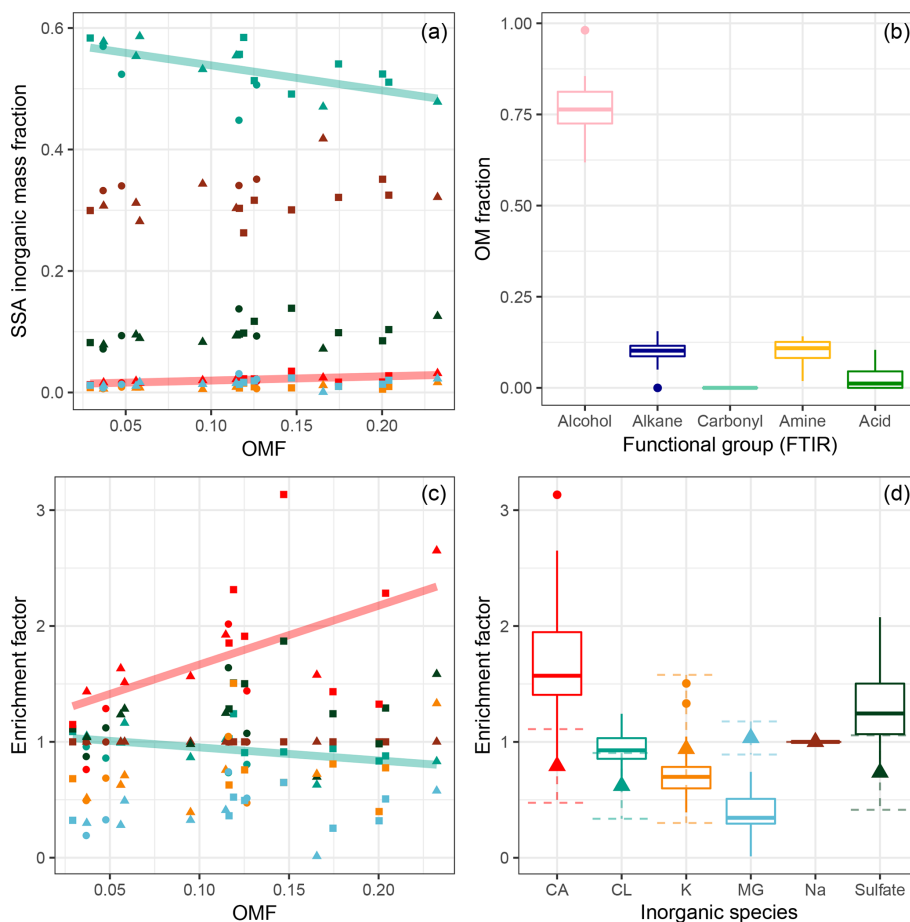 (a)
SSA inorganic mass fraction
0.6
0.4
0.2
0.0
0.05 0.10 0.15 0.20
OMF
(b)
OM fraction
1.00
0.75
0.50
0.25
0.00
Alcohol Alkane Carbonyl Amine Acid
Functional group (FTIR)
(c)
Enrichment factor
3
2
1
0
0.05 0.10 0.15 0.20
OMF
(d)
Enrichment factor
3
2
1
0
CA CL K MG Na Sulfate
Inorganic species